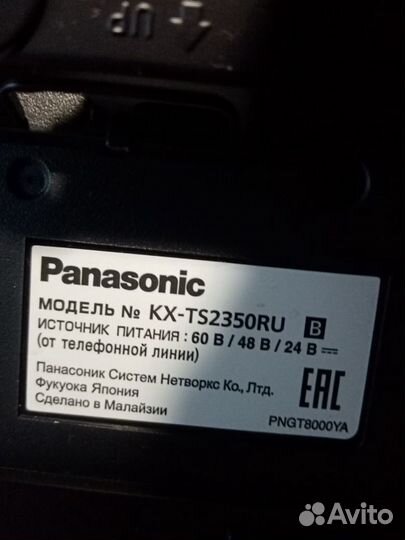 UP
Panasonic
МОДЕЛЬ № KX-TS2350RU B
ИСТОЧНИК ПИТАНИЯ : 60 В / 48 В / 24 В
(от телефонной линии)
Панасоник Систем Нетворкс Ко., Лтд.
Фукуока Япония
Сделано в Малайзии
EAC
PNGT8000YA
Avito